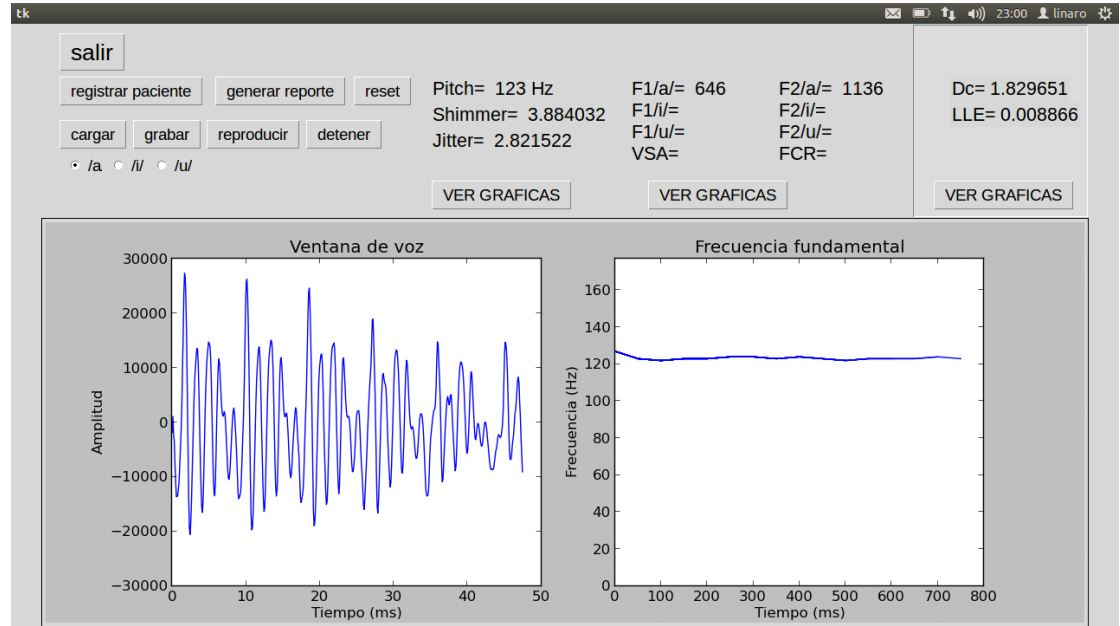 tk
23:00 linaro
salir
registrar paciente generar reporte reset
cargar grabar reproducir detener
/a /i/ /u/
Pitch= 123 Hz
Shimmer= 3.884032
Jitter= 2.821522
VER GRAFICAS
F1/a/= 646
F1/i/=
F1/u/=
VSA=
F2/a/= 1136
F2/i/=
F2/u/=
FCR=
VER GRAFICAS
Dc= 1.829651
LLE= 0.008866
VER GRAFICAS
Ventana de voz
Amplitud
30000
20000
10000
0
−10000
−20000
−30000
0 10 20 30 40 50
Tiempo (ms)
Frecuencia fundamental
Frecuencia (Hz)
160
140
120
100
80
60
40
20
0
0 100 200 300 400 500 600 700 800
Tiempo (ms)